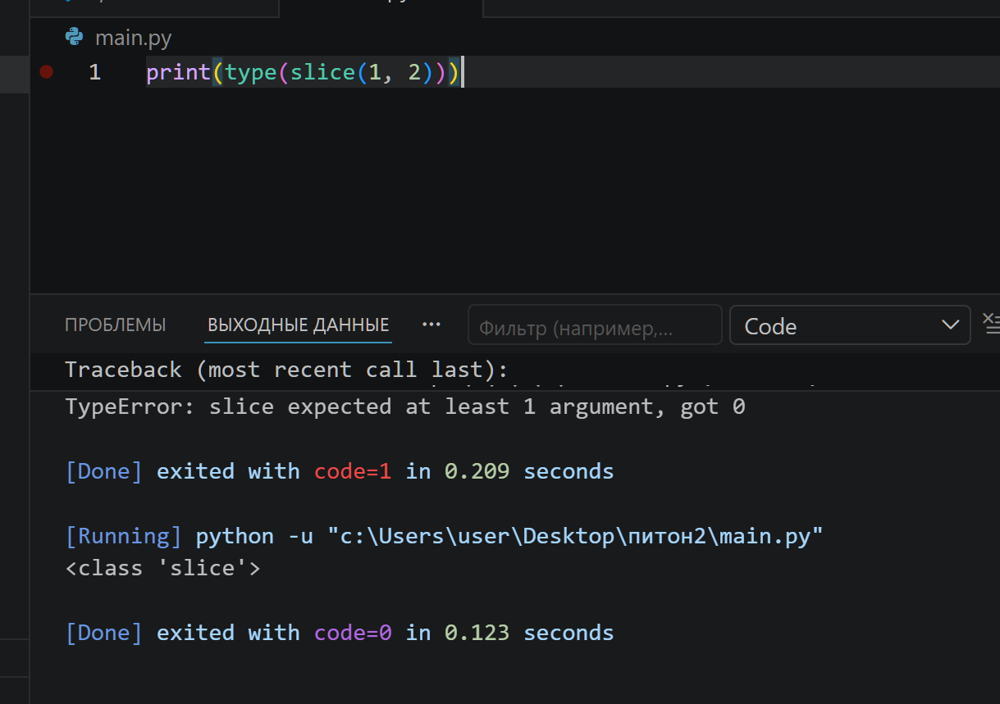 main.py
1 print(type(slice(1, 2)))
ПРОБЛЕМЫ ВЫХОДНЫЕ ДАННЫЕ ··· Фильтр (например,... Code
Traceback (most recent call last):
TypeError: slice expected at least 1 argument, got 0
[Done] exited with code=1 in 0.209 seconds
[Running] python -u "c:\Users\user\Desktop\питон2\main.py"
<class 'slice'>
[Done] exited with code=0 in 0.123 seconds